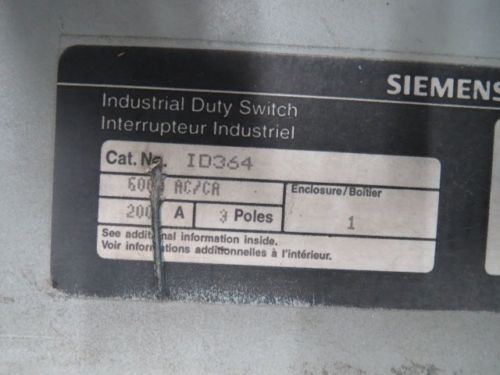 SIEMENS
Industrial Duty Switch
Interrupteur Industriel
Cat. No. ID364
AC/CA
Enclosure/Boîtier
200 A 3 Poles
1
See additional information inside.
Voir informations additionnelles à l'intérieur.